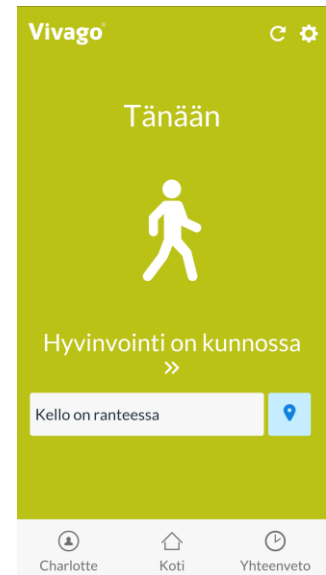 Vivago
Tänään
Hyvinvointi on kunnossa
»
Kello on ranteessa
Charlotte
Koti
Yhteenveto